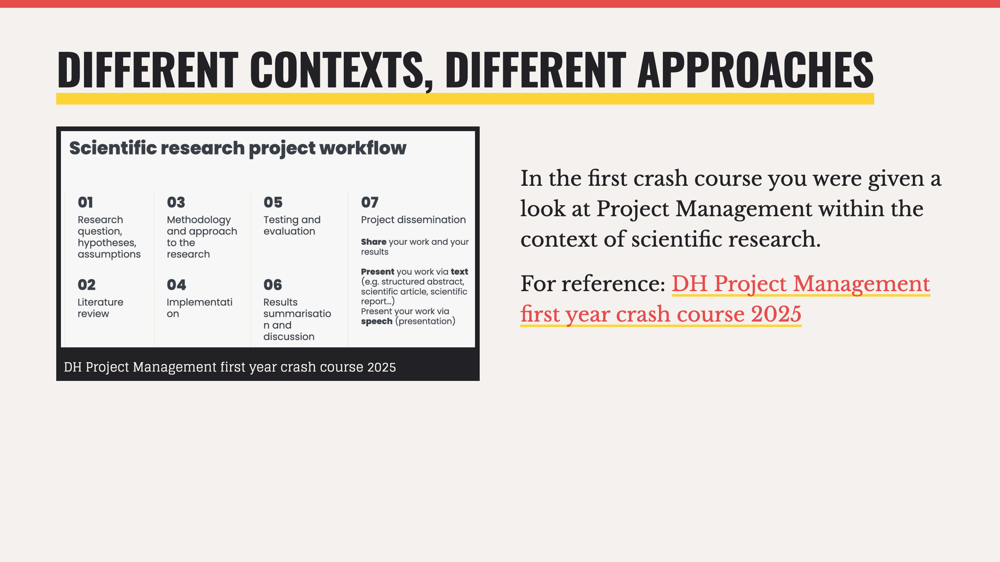 DIFFERENT CONTEXTS, DIFFERENT APPROACHES
Scientific research project workflow
01
Research
question,
hypotheses,
assumptions
02
Literature
review
03
Methodology
and approach
to the
research
04
Implementati
on
05
Testing and
evaluation
06
Results
summarisatio
n and
discussion
07
Project dissemination
Share your work and your
results
Present you work via text
(e.g. structured abstract,
scientific article, scientific
report...)
Present your work via
speech (presentation)
DH Project Management first year crash course 2025
In the first crash course you were given a
look at Project Management within the
context of scientific research.
For reference: DH Project Management
first year crash course 2025